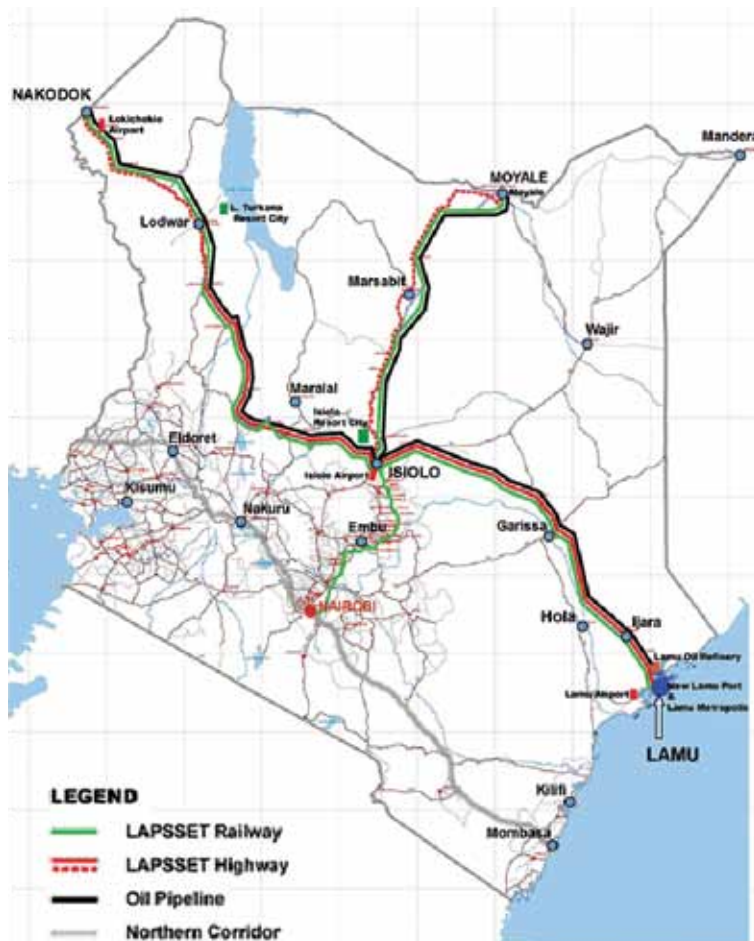 NAKODOK
Lokichokio
Airport
Mandera
MOYALE
Moyale
L. Turkana
Resort City
Lodwar
Marsabit
Wajir
Maralal
Isiolo
Resort City
Eldoret
Isiolo Airport
ISIOLO
Kisumu
Nakuru
Embu
Garissa
NAIROBI
Hola
Ijara
Lamu Oil Refinery
Lamu Airport
New Lamu Port
&
Lamu Metropolis
LAMU
Kilifi
Mombasa
LEGEND
LAPSSET Railway
LAPSSET Highway
Oil Pipeline
Northern Corridor